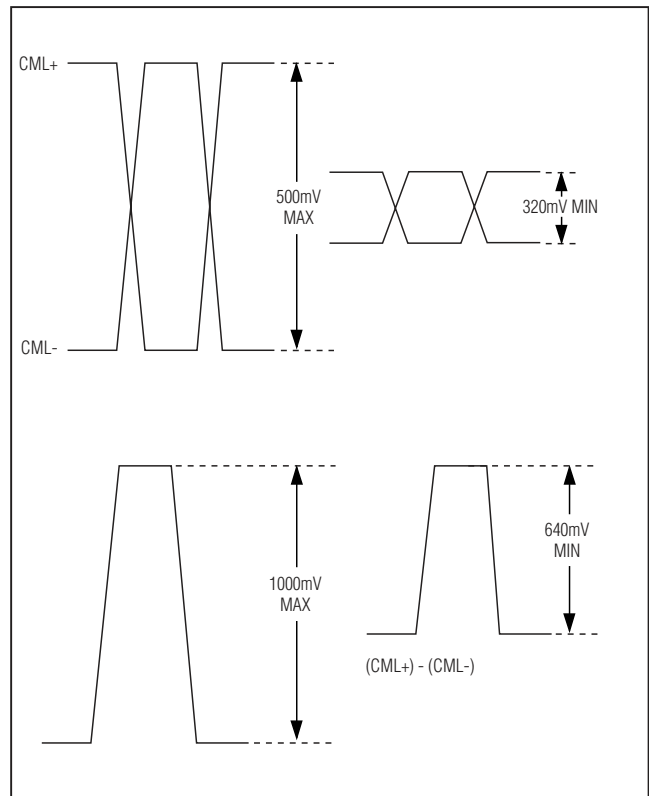 CML+
500mV
MAX
320mV MIN
CML-
1000mV
MAX
640mV
MIN
(CML+) - (CML-)